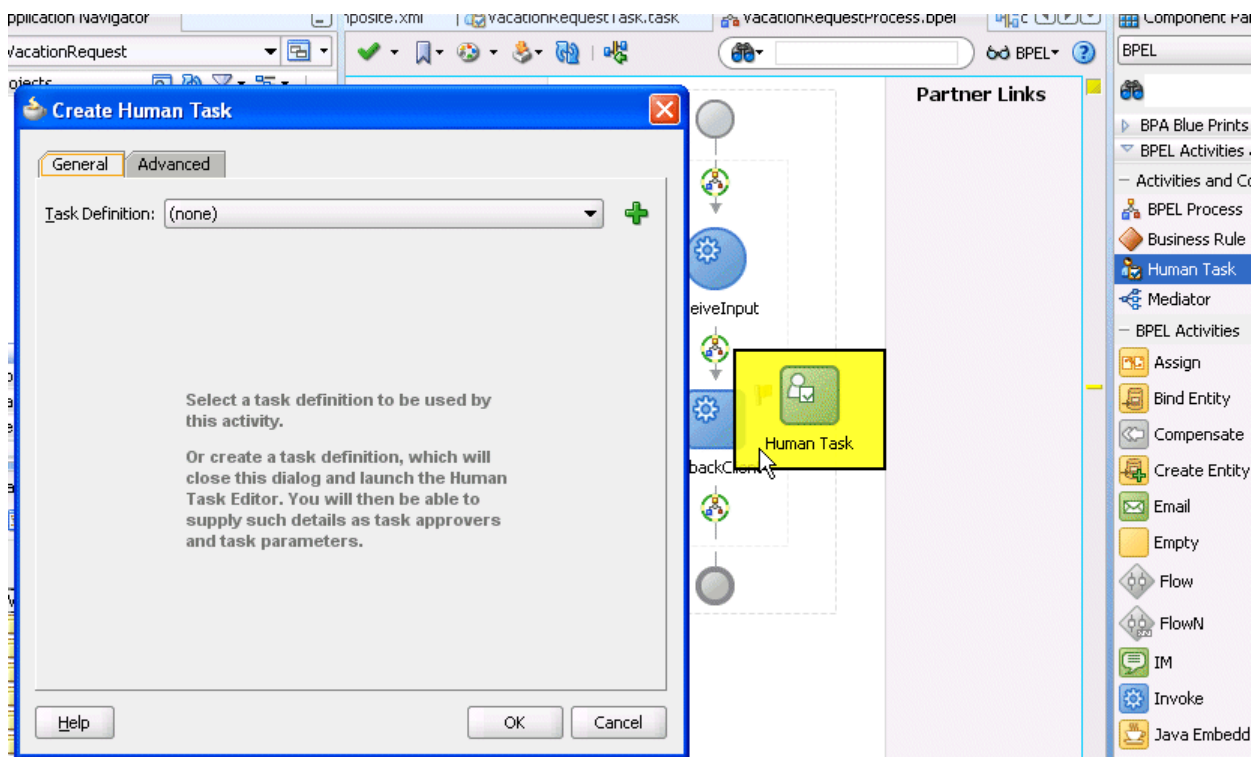 pplication Navigator
nposite.xml
VacationRequestTask.task
VacationRequestProcess.bpel
Component Pa
VacationRequest
BPEL
BPEL
ojects
Create Human Task
General
Advanced
Task Definition: (none)
Select a task definition to be used by
this activity.
Or create a task definition, which will
close this dialog and launch the Human
Task Editor. You will then be able to
supply such details as task approvers
and task parameters.
Help
OK
Cancel
eiveInput
backClient
Human Task
Partner Links
BPA Blue Prints
BPEL Activities
Activities and Co
BPEL Process
Business Rule
Human Task
Mediator
BPEL Activities
Assign
Bind Entity
Compensate
Create Entity
Email
Empty
Flow
FlowN
IM
Invoke
Java Embedd